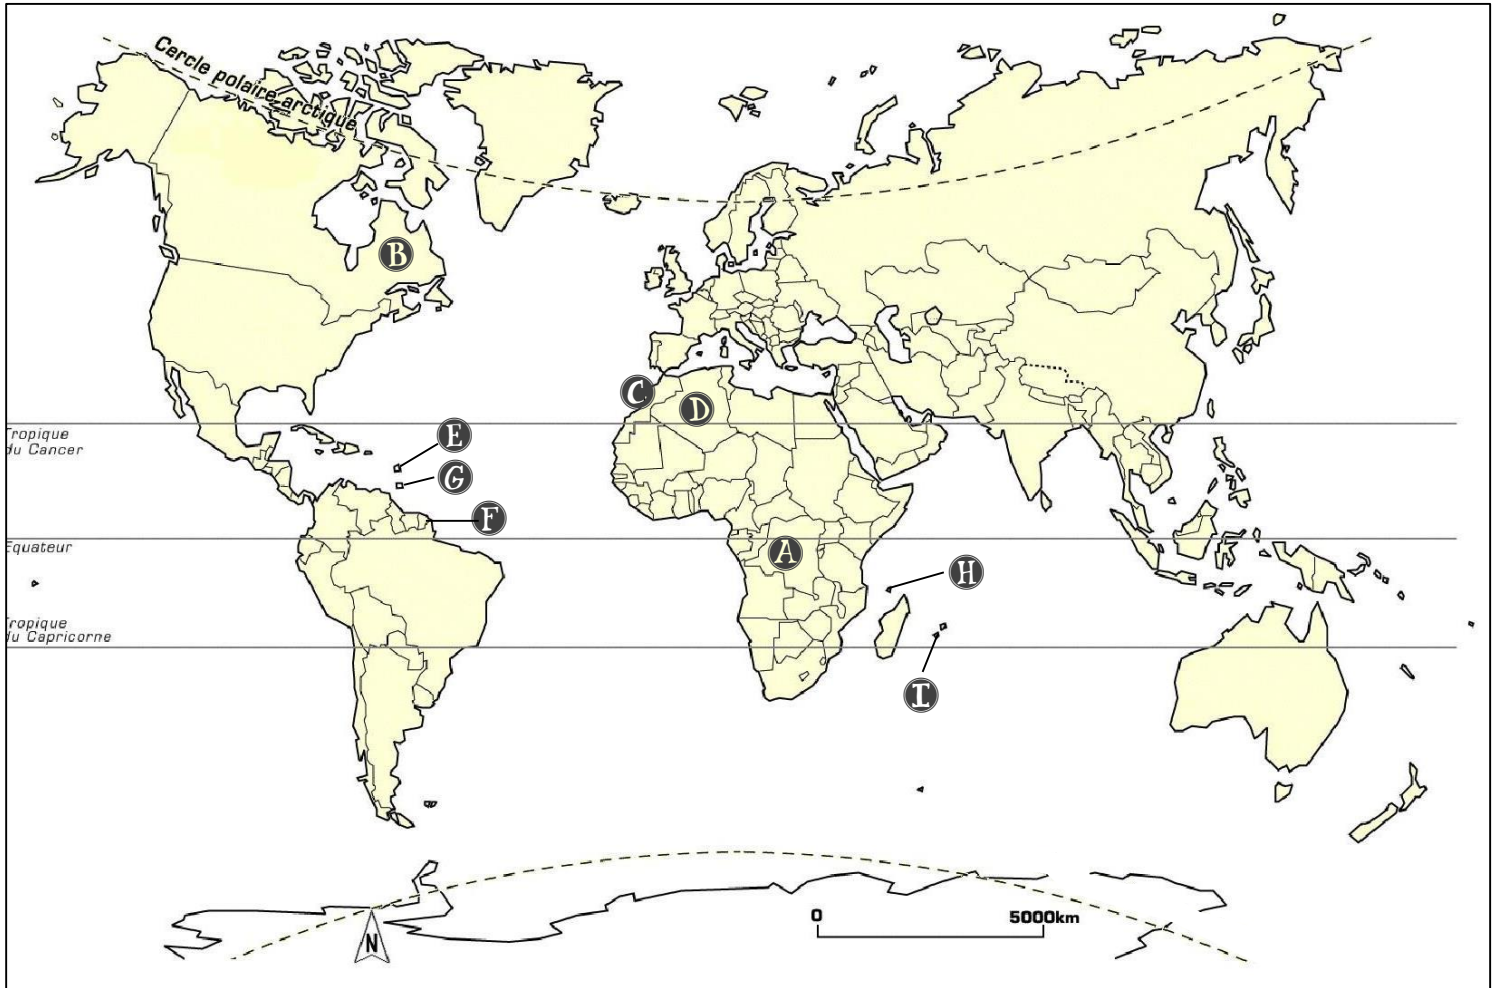 Cercle polaire arctique
B
C
D
Tropique
du Cancer
E
G
F
Equateur
A
H
Tropique
du Capricorne
I
0 5000km
N